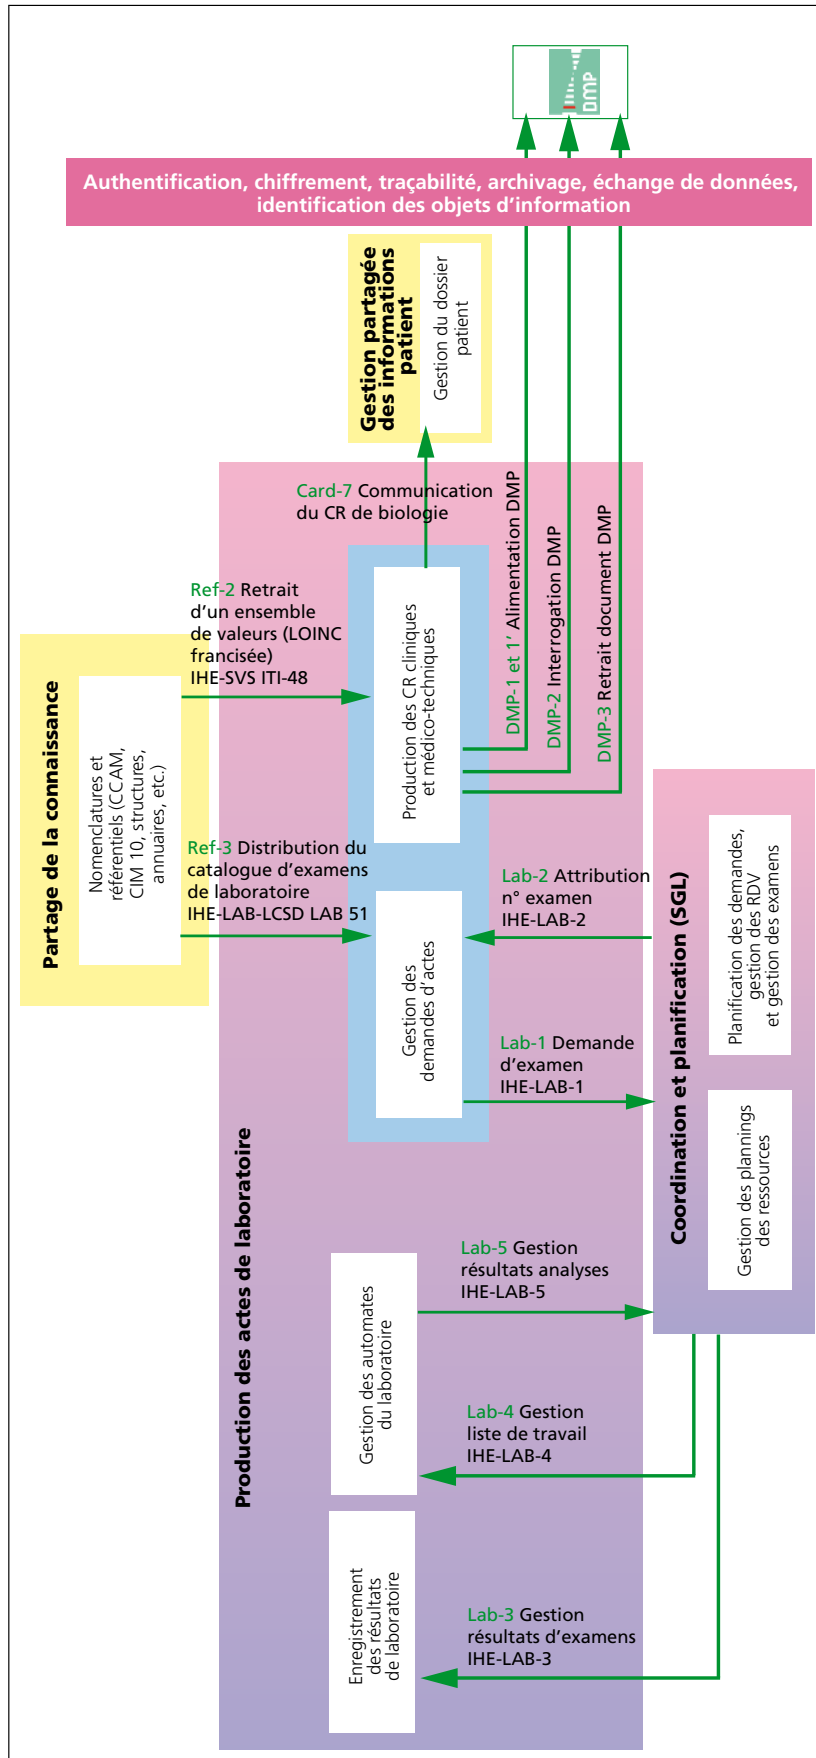 DMP
Authentification, chiffrement, traçabilité, archivage, échange de données,
identification des objets d’information
Gestion partagée
des informations
patient
Gestion du dossier
patient
Card-7 Communication
du CR de biologie
DMP-1 et 1’ Alimentation DMP
DMP-2 Interrogation DMP
DMP-3 Retrait document DMP
Ref-2 Retrait
d’un ensemble
de valeurs (LOINC
francisée)
IHE-SVS ITI-48
Production des CR cliniques
et médico-techniques
Partage de la connaissance
Nomenclatures et
référentiels (CCAM,
CIM 10, structures,
annuaires, etc.)
Ref-3 Distribution du
catalogue d’examens
de laboratoire
IHE-LAB-LCSD LAB 51
Lab-2 Attribution
n° examen
IHE-LAB-2
Gestion des
demandes d’actes
Lab-1 Demande
d’examen
IHE-LAB-1
Coordination et planification (SGL)
Planification des demandes,
gestion des RDV
et gestion des examens
Gestion des plannings
des ressources
Production des actes de laboratoire
Lab-5 Gestion
résultats analyses
IHE-LAB-5
Gestion des automates
du laboratoire
Lab-4 Gestion
liste de travail
IHE-LAB-4
Enregistrement
des résultats
de laboratoire
Lab-3 Gestion
résultats d’examens
IHE-LAB-3